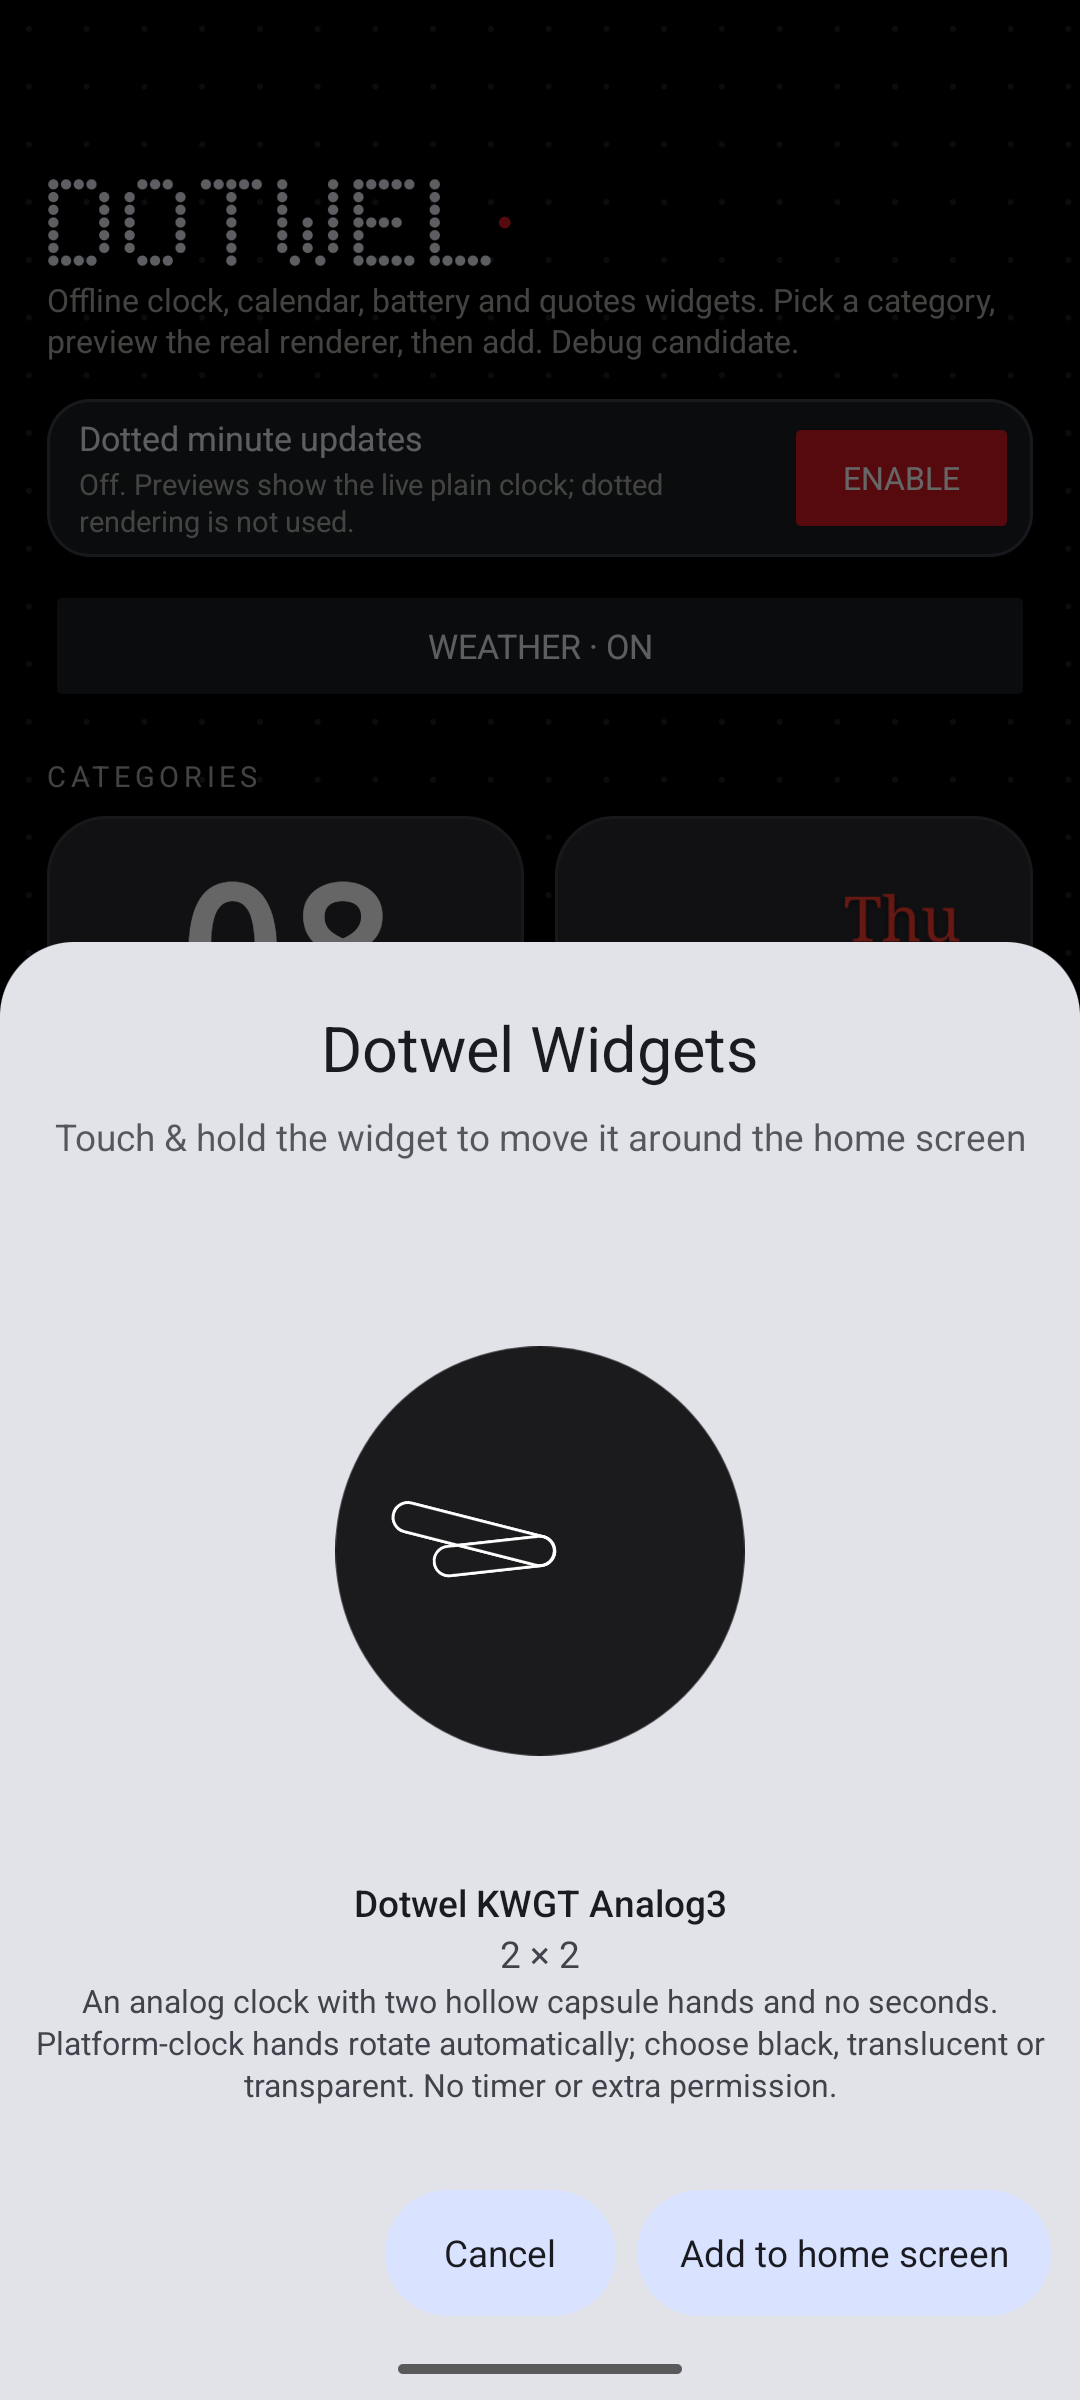 DOTWEL
Offline clock, calendar, battery and quotes widgets. Pick a category,
preview the real renderer, then add. Debug candidate.
Dotted minute updates
Off. Previews show the live plain clock; dotted
rendering is not used.
ENABLE
WEATHER · ON
CATEGORIES
08
Thu
Dotwel Widgets
Touch & hold the widget to move it around the home screen
Dotwel KWGT Analog3
2 × 2
An analog clock with two hollow capsule hands and no seconds.
Platform-clock hands rotate automatically; choose black, translucent or
transparent. No timer or extra permission.
Cancel
Add to home screen